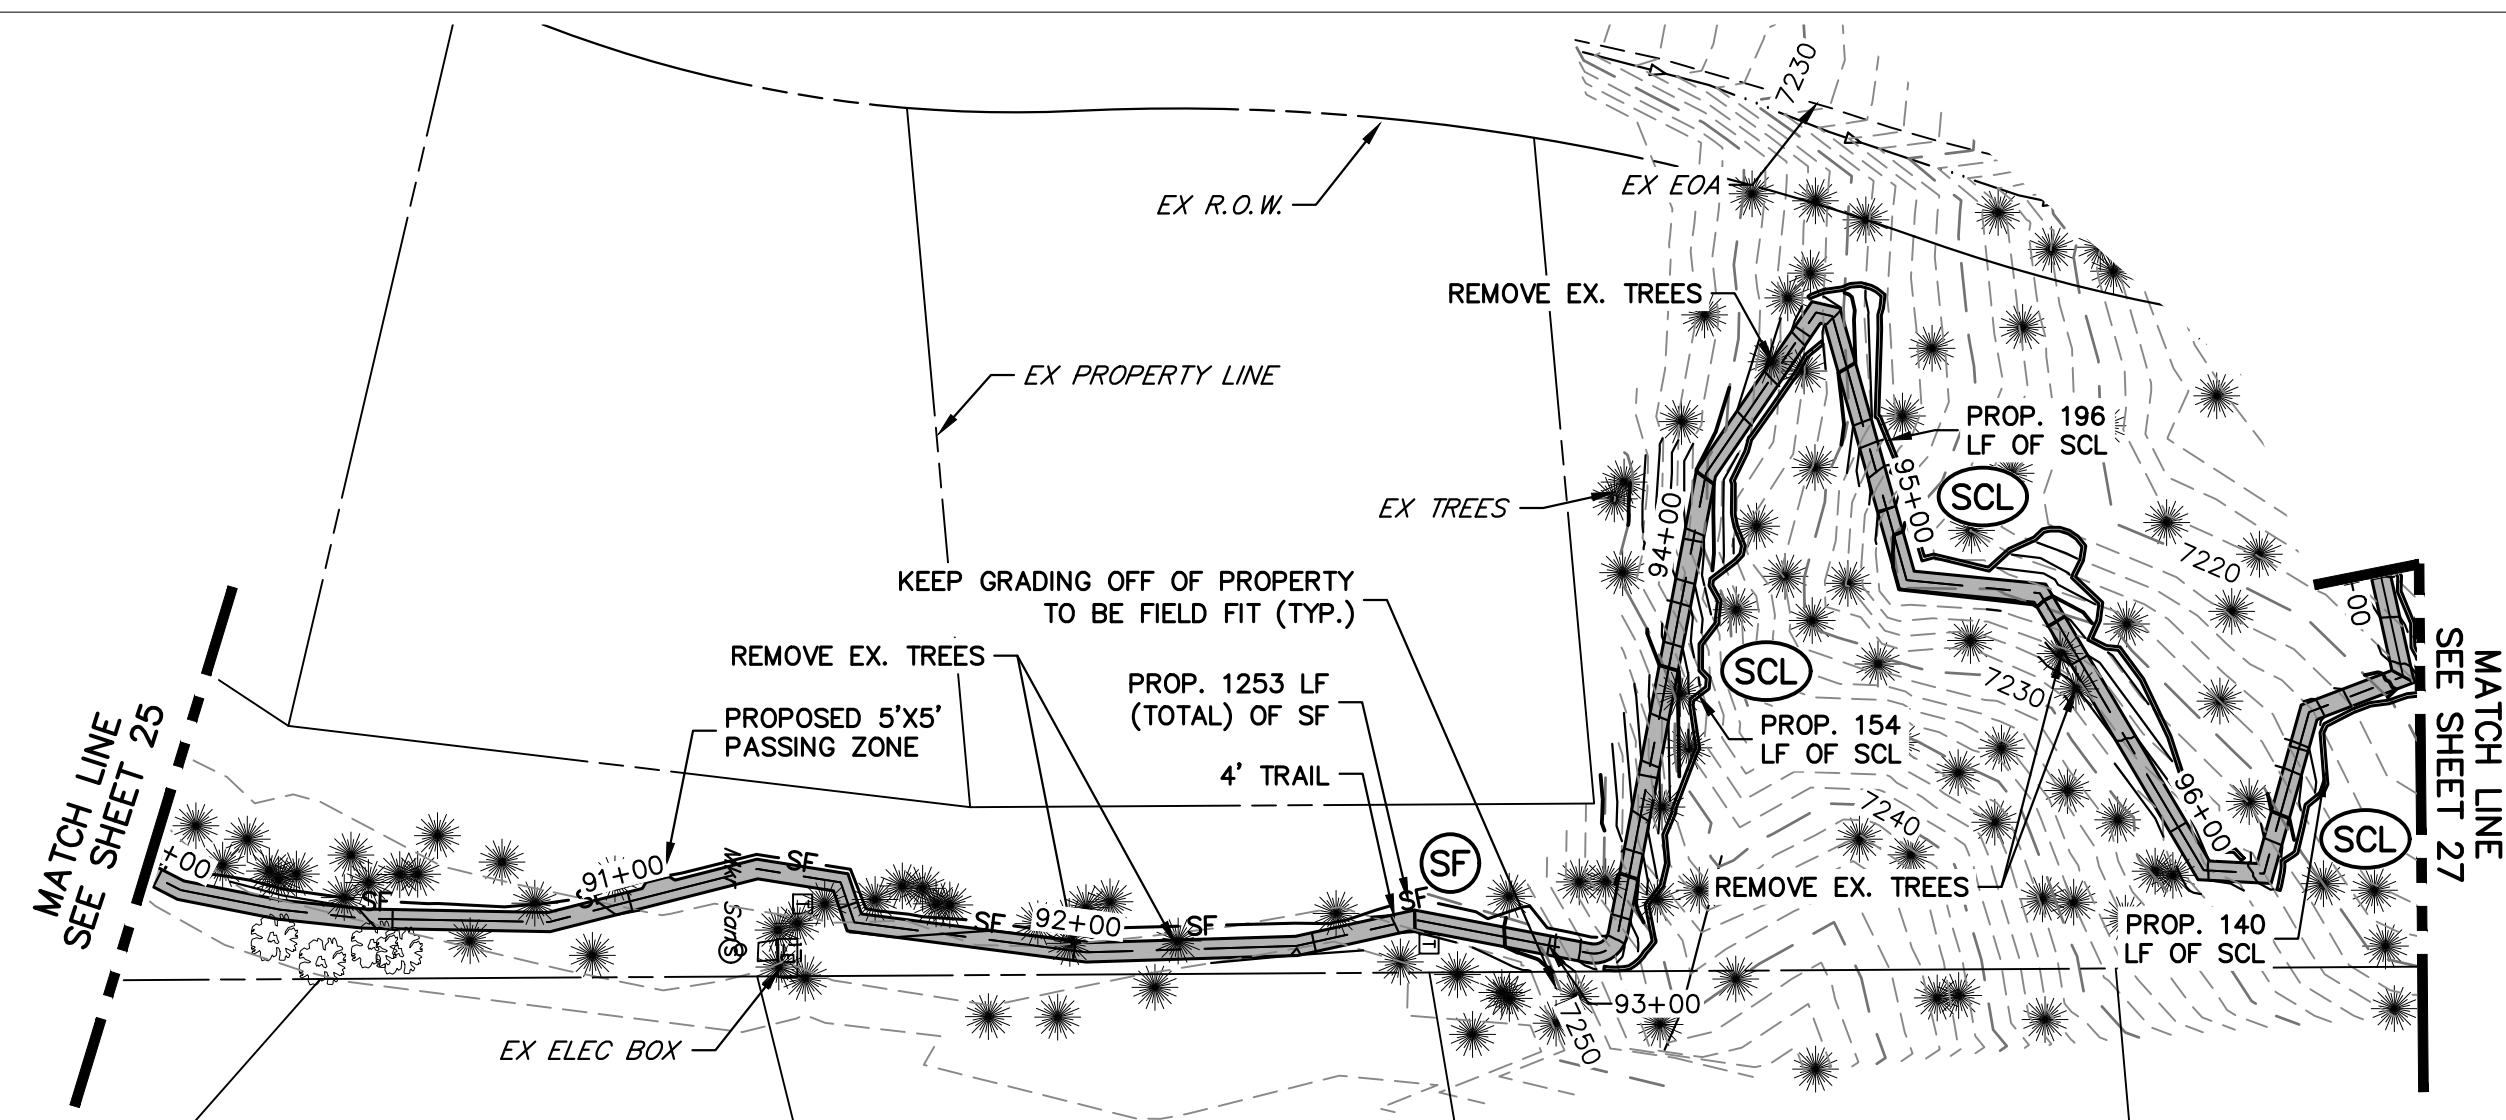 7230
EX R.O.W.
EX EOA
REMOVE EX. TREES
EX PROPERTY LINE
PROP. 196
LF OF SCL
95+00
SCL
EX TREES
94+00
7220
KEEP GRADING OFF OF PROPERTY
TO BE FIELD FIT (TYP.)
+00
REMOVE EX. TREES
SCL
PROP. 1253 LF
(TOTAL) OF SF
7230
PROPOSED 5'X5'
PASSING ZONE
PROP. 154
LF OF SCL
4' TRAIL
MATCH LINE
SEE SHEET 25
MATCH LINE
SEE SHEET 27
7240
96+00
SCL
+00
91+00
SF
SF
SF
SF
REMOVE EX. TREES
SF
92+00
SF
SF
PROP. 140
LF OF SCL
S
93+00
7250
EX ELEC BOX